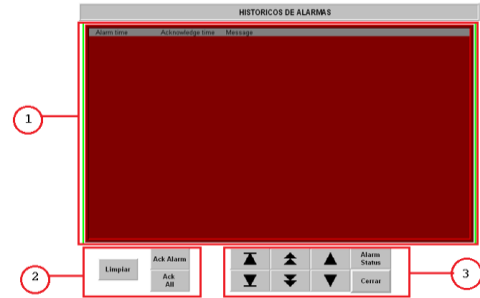 HISTORICOS DE ALARMAS
Alarm time Acknowledge time Message
1
Limpiar
Ack Alarm
Ack
All
2
Alarm
Status
Cerrar
3